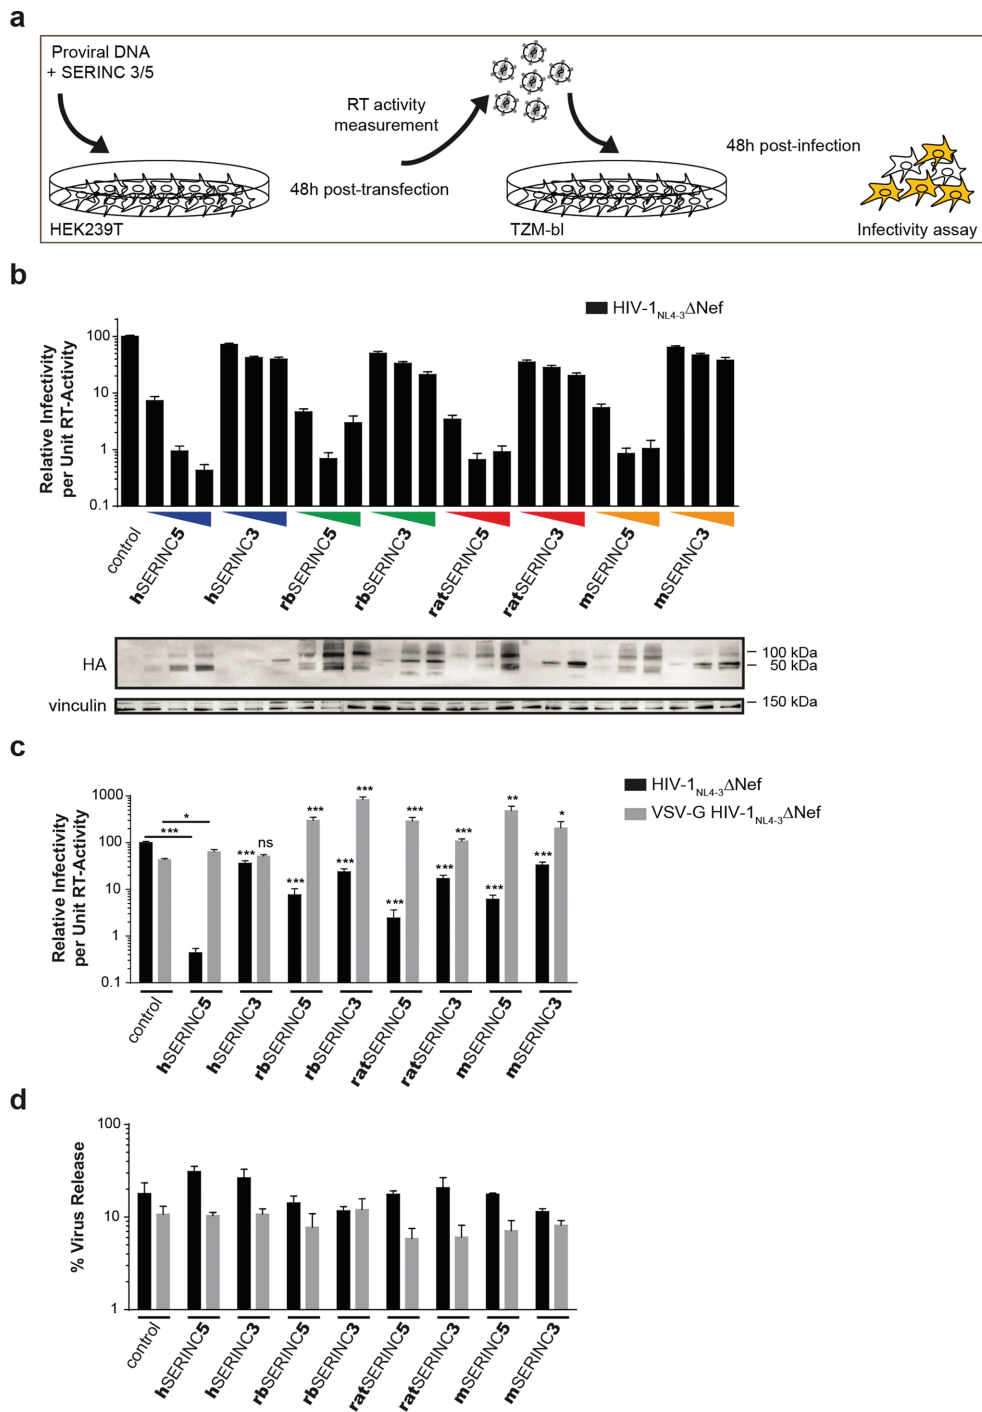 a
Proviral DNA
+ SERINC 3/5
RT activity
measurement
48h post-transfection
48h post-infection
HEK239T
TZM-bl
Infectivity assay
b
HIV-1NL4-3ΔNef
Relative Infectivity
per Unit RT-Activity
100
10
1
0.1
control
hSERINC5
hSERINC3
rbSERINC5
rbSERINC3
ratSERINC5
ratSERINC3
mSERINC5
mSERINC3
HA
100 kDa
50 kDa
vinculin
150 kDa
c
HIV-1NL4-3ΔNef
VSV-G HIV-1NL4-3ΔNef
Relative Infectivity
per Unit RT-Activity
1000
100
10
1
0.1
*
***
***
ns
***
***
***
***
***
***
***
***
***
**
***
*
control
hSERINC5
hSERINC3
rbSERINC5
rbSERINC3
ratSERINC5
ratSERINC3
mSERINC5
mSERINC3
d
% Virus Release
100
10
1
control
hSERINC5
hSERINC3
rbSERINC5
rbSERINC3
ratSERINC5
ratSERINC3
mSERINC5
mSERINC3